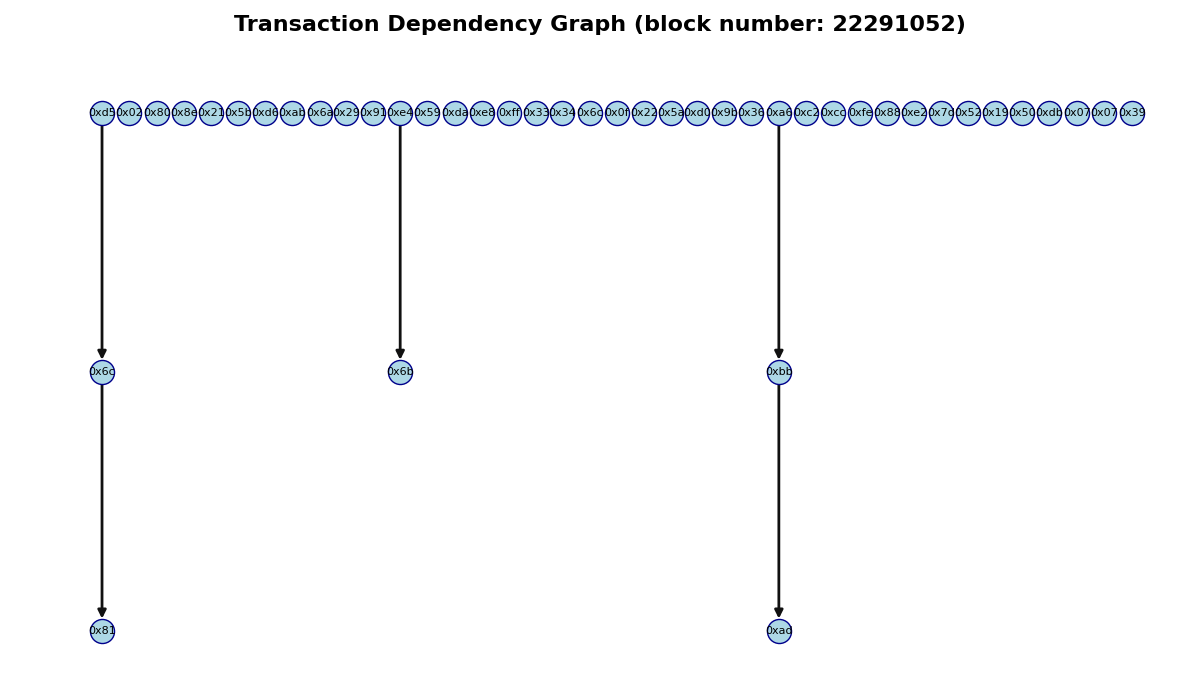 Transaction Dependency Graph (block number: 22291052)
0xd5 0x02 0x80 0x8e 0x21 0x5b 0xd6 0xab 0x6a 0x29 0x91 0xe4 0x59 0xda 0xe8 0xff 0x33 0x34 0x6c 0x0f 0x22 0x5a 0xd0 0x9b 0x36 0xa6 0xc2 0xcc 0xfe 0x88 0xe2 0x7d 0x52 0x19 0x50 0xdb 0x07 0x07 0x39
0x6c 0x6b 0xbb
0x81 0xad